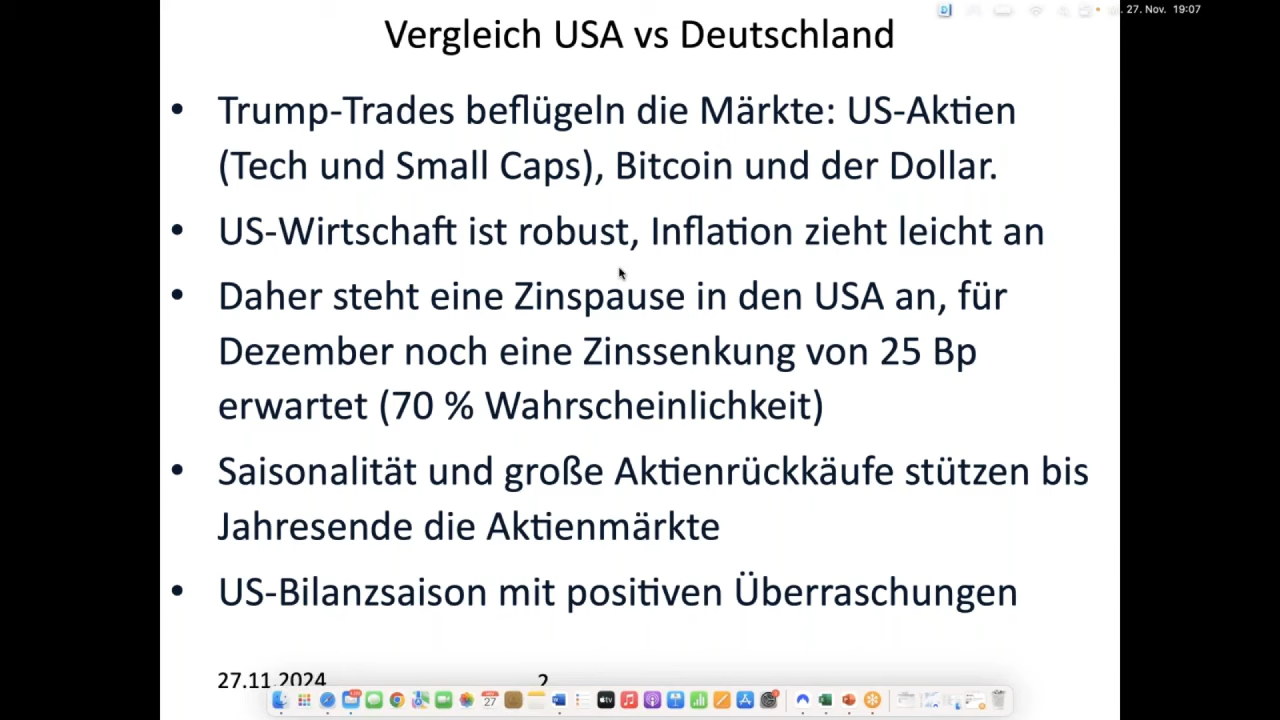 27. Nov. 19:07
Vergleich USA vs Deutschland
• Trump-Trades beflügeln die Märkte: US-Aktien
(Tech und Small Caps), Bitcoin und der Dollar.
• US-Wirtschaft ist robust, Inflation zieht leicht an
• Daher steht eine Zinspause in den USA an, für
Dezember noch eine Zinssenkung von 25 Bp
erwartet (70 % Wahrscheinlichkeit)
• Saisonalität und große Aktienrückkäufe stützen bis
Jahresende die Aktienmärkte
• US-Bilanzsaison mit positiven Überraschungen
27.11.2024 2
27
tv